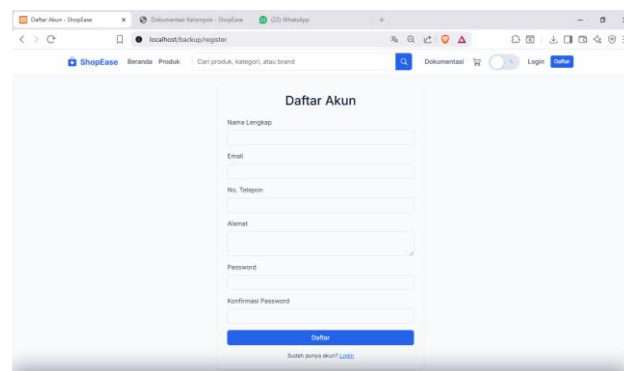 Daftar Akun - ShopEase
Dokumentasi Kelompok - ShopEase
(22) WhatsApp
localhost/backup/register
ShopEase Beranda Produk Cari produk, kategori, atau brand Dokumentasi Login Daftar
Daftar Akun
Nama Lengkap
Email
No. Telepon
Alamat
Password
Konfirmasi Password
Daftar
Sudah punya akun? Login